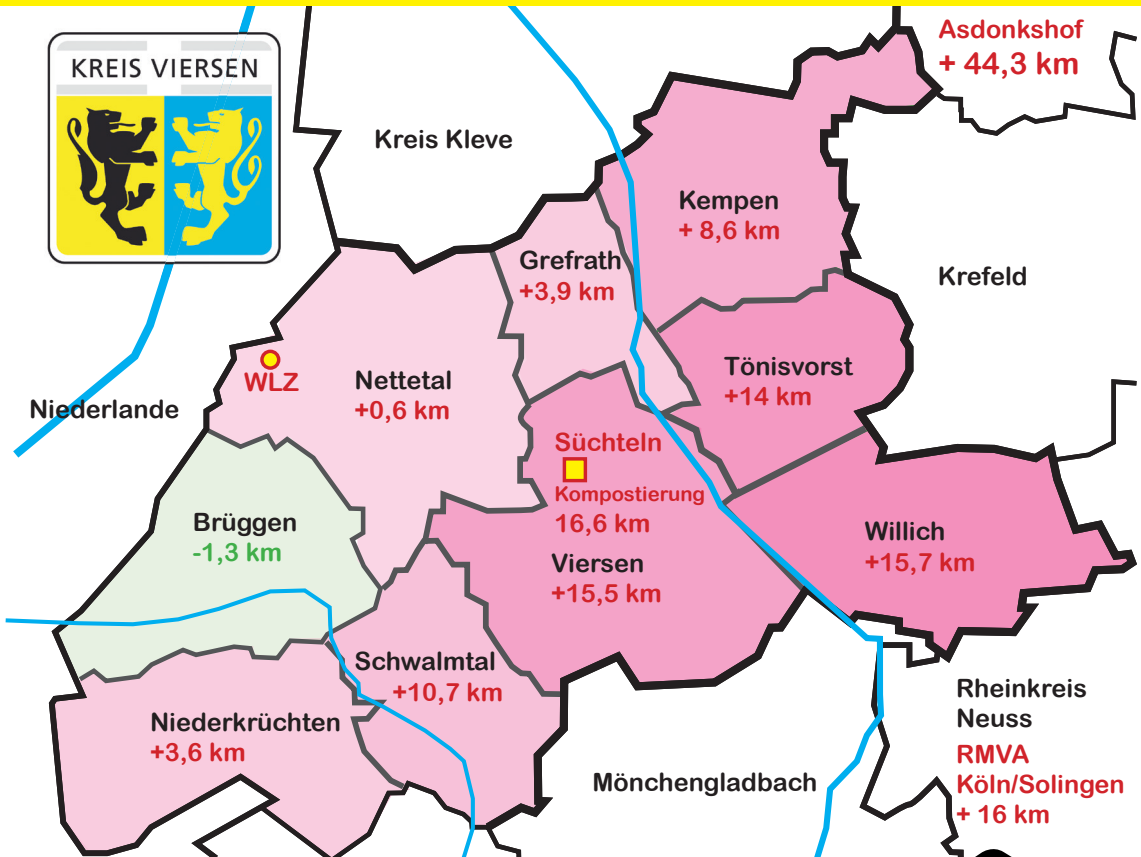 KREIS VIERSEN
Asdonkshof
+ 44,3 km
Kreis Kleve
Kempen
+ 8,6 km
Grefrath
+3,9 km
Krefeld
Tönisvorst
+14 km
WLZ
Nettetal
+0,6 km
Niederlande
Süchteln
Kompostierung
16,6 km
Viersen
+15,5 km
Brüggen
-1,3 km
Willich
+15,7 km
Schwalmtal
+10,7 km
Niederkrüchten
+3,6 km
Mönchengladbach
Rheinkreis
Neuss
RMVA
Köln/Solingen
+ 16 km